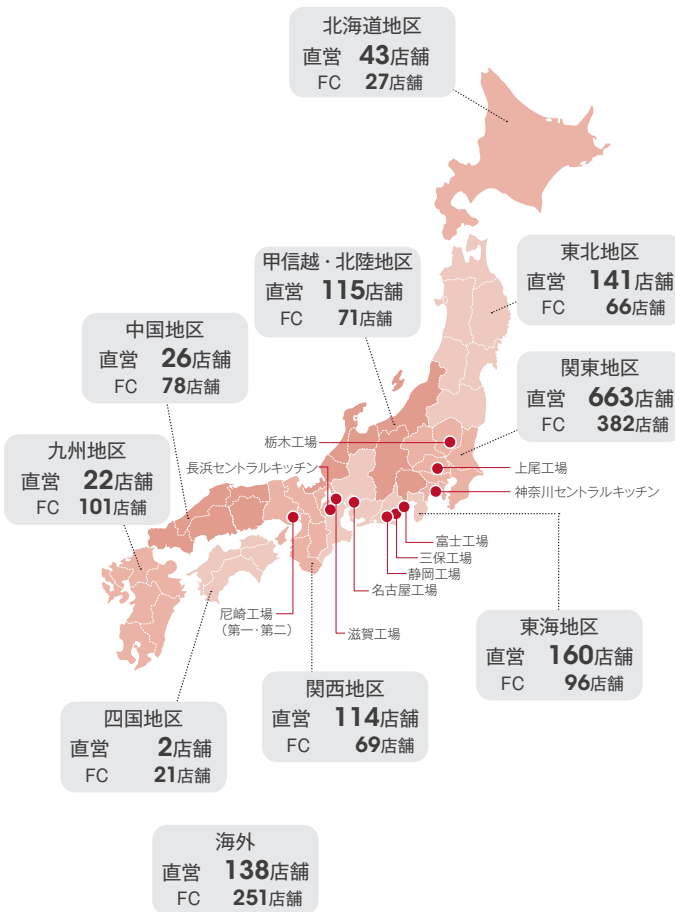 北海道地区
直営 43店舗
FC 27店舗
東北地区
直営 141店舗
FC 66店舗
甲信越・北陸地区
直営 115店舗
FC 71店舗
中国地区
直営 26店舗
FC 78店舗
関東地区
直営 663店舗
FC 382店舗
九州地区
直営 22店舗
FC 101店舗
栃木工場
長浜セントラルキッチン
上尾工場
神奈川セントラルキッチン
富士工場
三保工場
静岡工場
名古屋工場
尼崎工場
（第一・第二）
滋賀工場
東海地区
直営 160店舗
FC 96店舗
関西地区
直営 114店舗
FC 69店舗
四国地区
直営 2店舗
FC 21店舗
海外
直営 138店舗
FC 251店舗